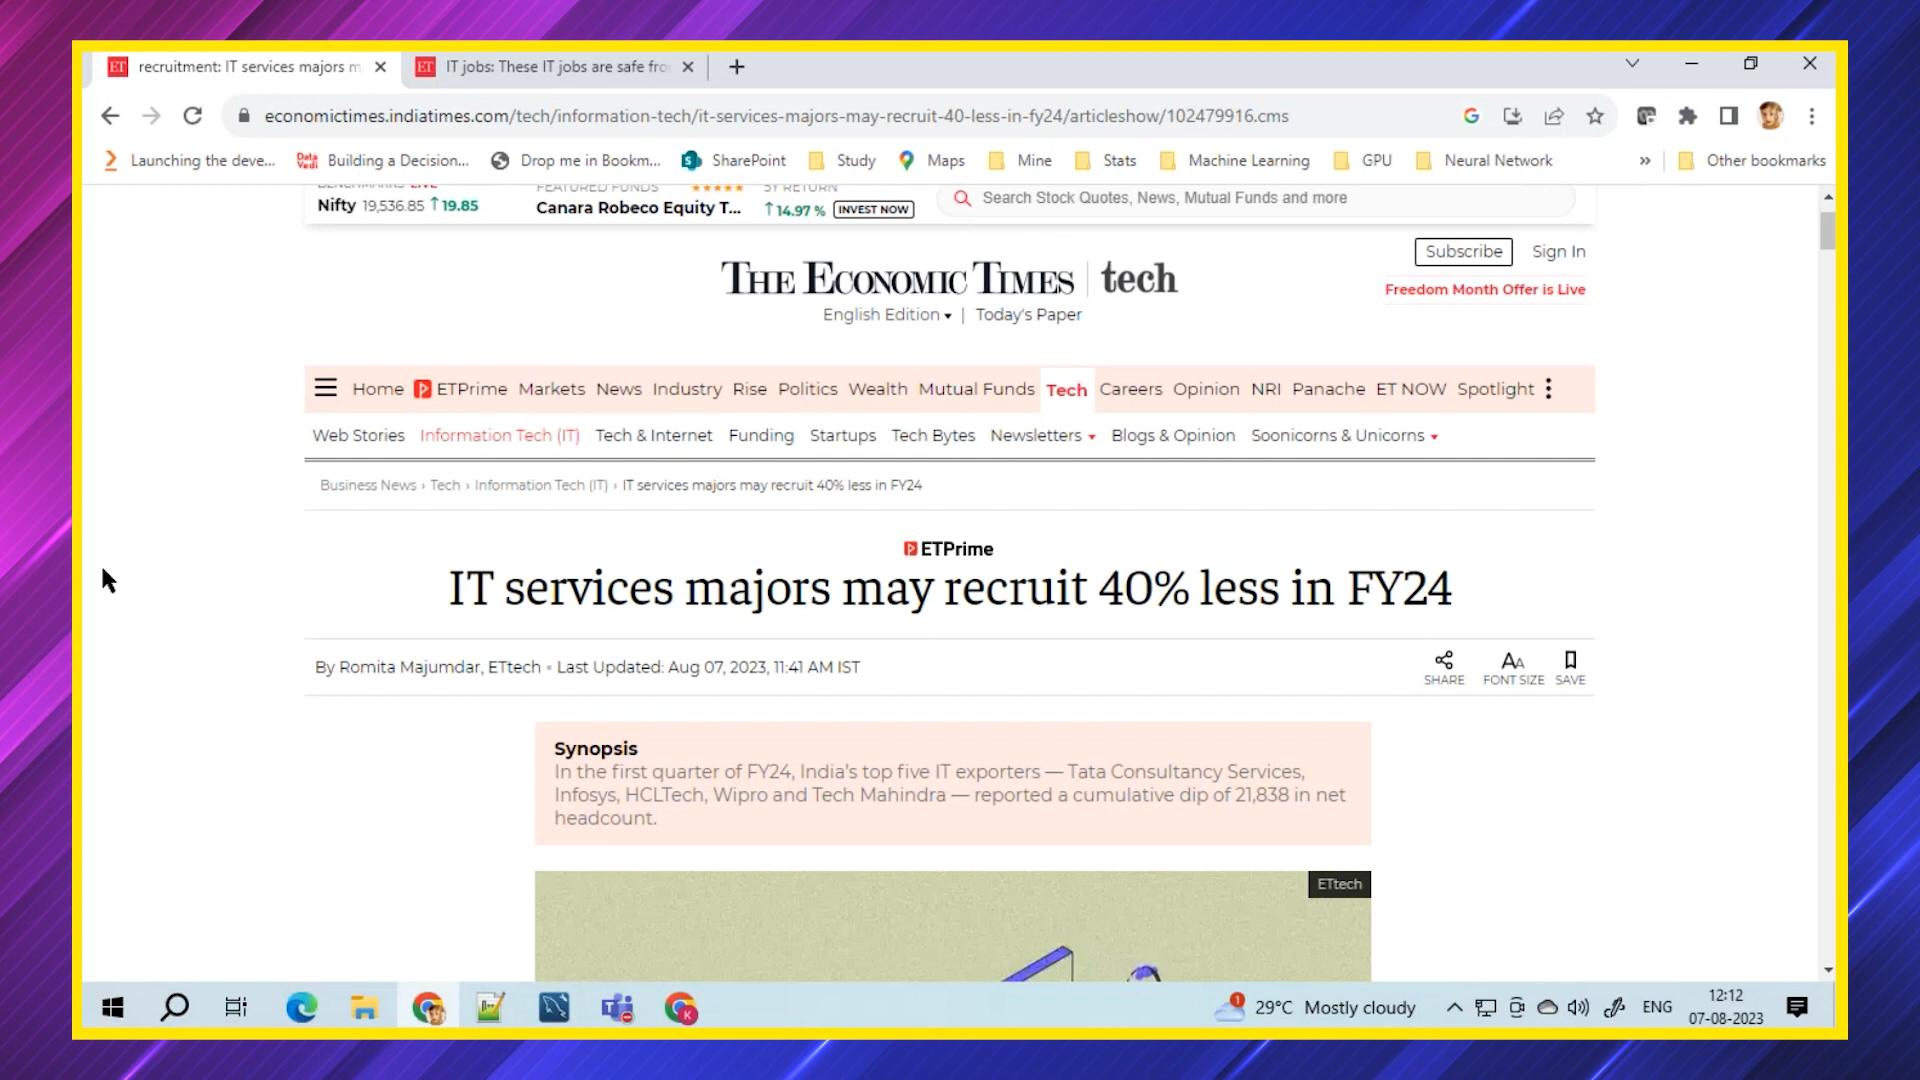 recruitment: IT services majors m
IT jobs: These IT jobs are safe fro
economictimes.indiatimes.com/tech/information-tech/it-services-majors-may-recruit-40-less-in-fy24/articleshow/102479916.cms
Launching the deve... Data Vedi Building a Decision... Drop me in Bookm... SharePoint Study Maps Mine Stats Machine Learning GPU Neural Network » Other bookmarks
BENCHMARKS LIVE FEATURED FUNDS ★★★★★ 5Y RETURN
Nifty 19,536.85 ↑19.85 Canara Robeco Equity T... ↑14.97 % INVEST NOW Search Stock Quotes, News, Mutual Funds and more
Subscribe Sign In
THE ECONOMIC TIMES | tech
Freedom Month Offer is Live
English Edition | Today's Paper
Home ETPrime Markets News Industry Rise Politics Wealth Mutual Funds Tech Careers Opinion NRI Panache ET NOW Spotlight
Web Stories Information Tech (IT) Tech & Internet Funding Startups Tech Bytes Newsletters Blogs & Opinion Soonicorns & Unicorns
Business News › Tech › Information Tech (IT) › IT services majors may recruit 40% less in FY24
ETPrime
IT services majors may recruit 40% less in FY24
By Romita Majumdar, ETtech • Last Updated: Aug 07, 2023, 11:41 AM IST
SHARE FONT SIZE SAVE
Synopsis
In the first quarter of FY24, India's top five IT exporters — Tata Consultancy Services,
Infosys, HCLTech, Wipro and Tech Mahindra — reported a cumulative dip of 21,838 in net
headcount.
ETtech
29°C Mostly cloudy ENG 12:12
07-08-2023